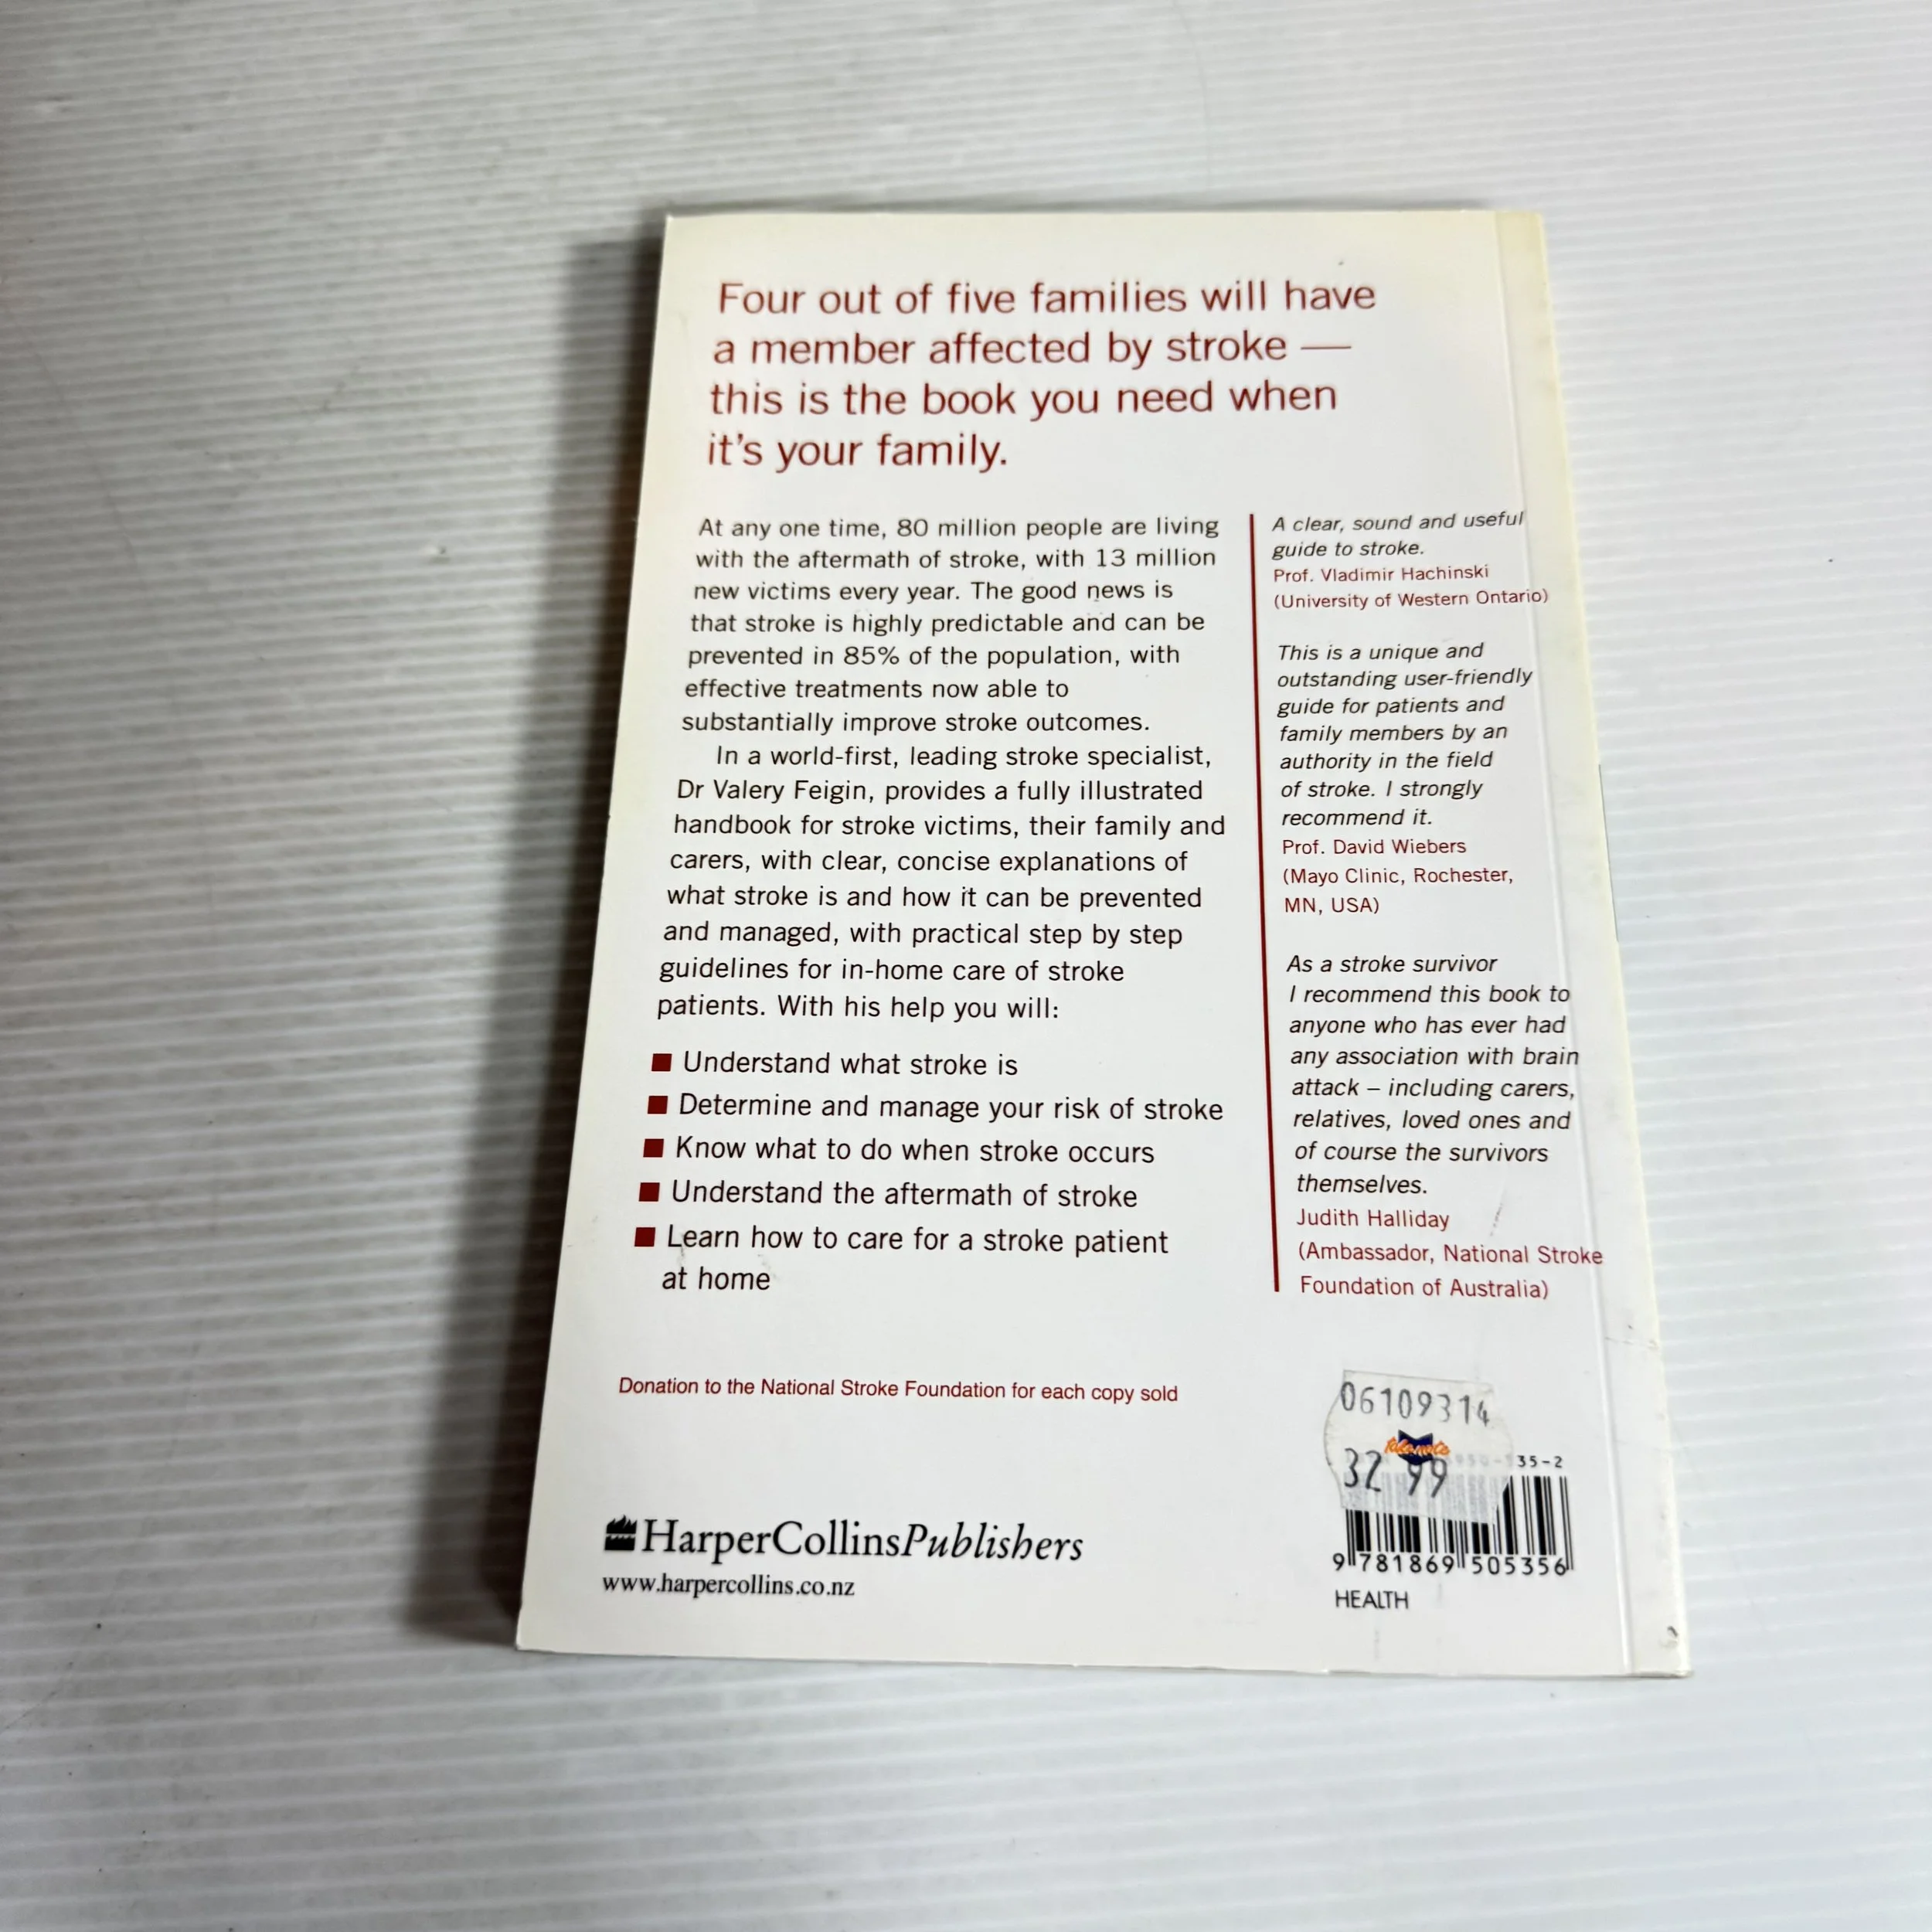 Four out of five families will have
a member affected by stroke —
this is the book you need when
it's your family.
At any one time, 80 million people are living
with the aftermath of stroke, with 13 million
new victims every year. The good news is
that stroke is highly predictable and can be
prevented in 85% of the population, with
effective treatments now able to
substantially improve stroke outcomes.
In a world-first, leading stroke specialist,
Dr Valery Feigin, provides a fully illustrated
handbook for stroke victims, their family and
carers, with clear, concise explanations of
what stroke is and how it can be prevented
and managed, with practical step by step
guidelines for in-home care of stroke
patients. With his help you will:
■ Understand what stroke is
■ Determine and manage your risk of stroke
■ Know what to do when stroke occurs
■ Understand the aftermath of stroke
■ Learn how to care for a stroke patient
at home
A clear, sound and useful
guide to stroke.
Prof. Vladimir Hachinski
(University of Western Ontario)
This is a unique and
outstanding user-friendly
guide for patients and
family members by an
authority in the field
of stroke. I strongly
recommend it.
Prof. David Wiebers
(Mayo Clinic, Rochester,
MN, USA)
As a stroke survivor
I recommend this book to
anyone who has ever had
any association with brain
attack – including carers,
relatives, loved ones and
of course the survivors
themselves.
Judith Halliday
(Ambassador, National Stroke
Foundation of Australia)
Donation to the National Stroke Foundation for each copy sold
HarperCollinsPublishers
www.harpercollins.co.nz
06109314
take note
32 99
35-2
9 781869 505356
HEALTH